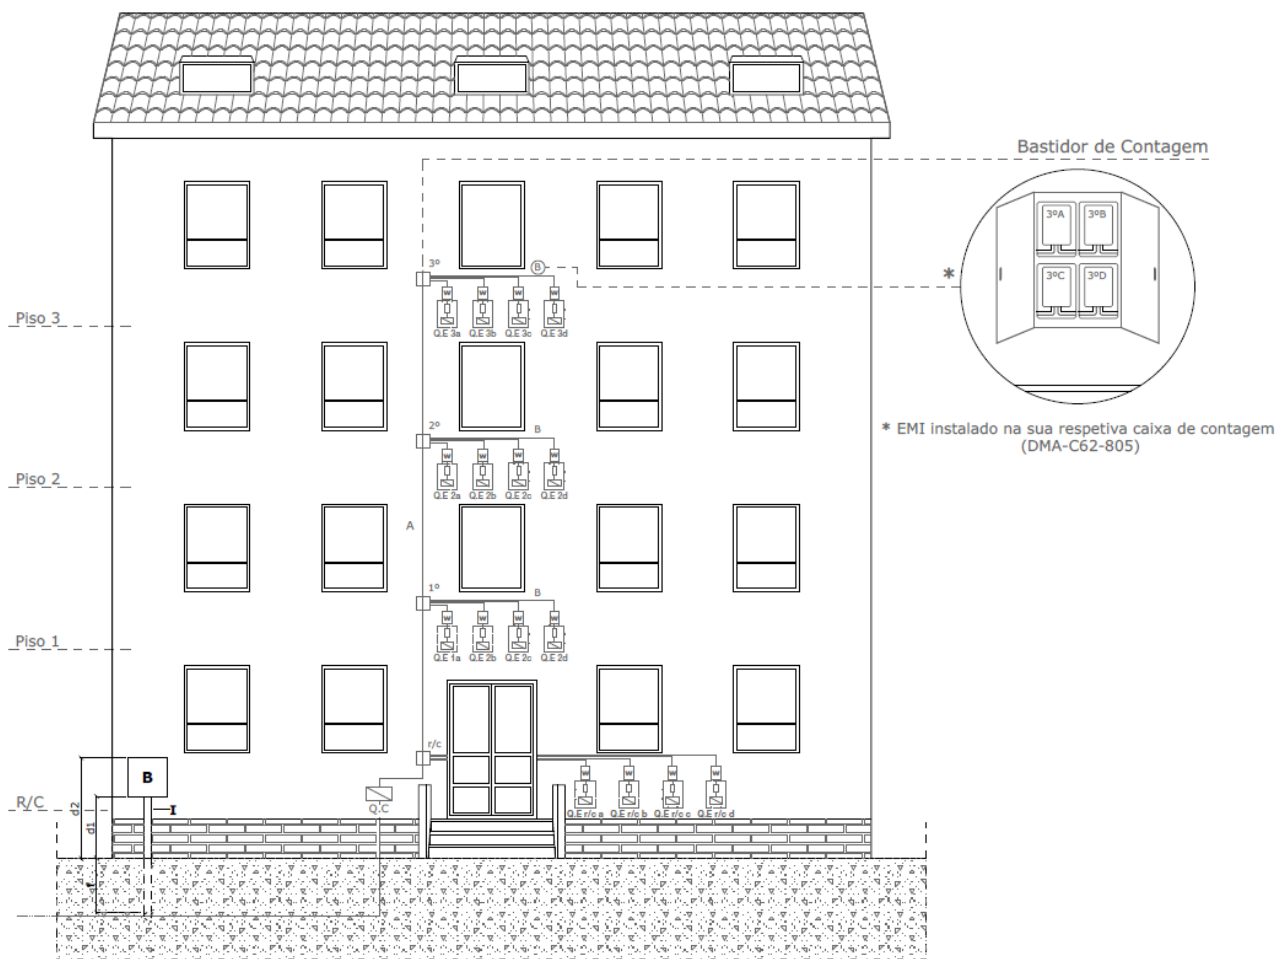 Bastidor de Contagem
3ºA 3ºB
3ºC 3ºD
*
* EMI instalado na sua respetiva caixa de contagem
(DMA-C62-805)
3º
B
W W W W
Q.E 3a Q.E 3b Q.E 3c Q.E 3d
Piso 3
2º
B
W W W W
Q.E 2a Q.E 2b Q.E 2c Q.E 2d
Piso 2
A
1º
B
W W W W
Q.E 1a Q.E 2b Q.E 2c Q.E 2d
Piso 1
r/c
W W W W
Q.E r/c a Q.E r/c b Q.E r/c c Q.E r/c d
Q.C
B
I
R/C
d2
d1